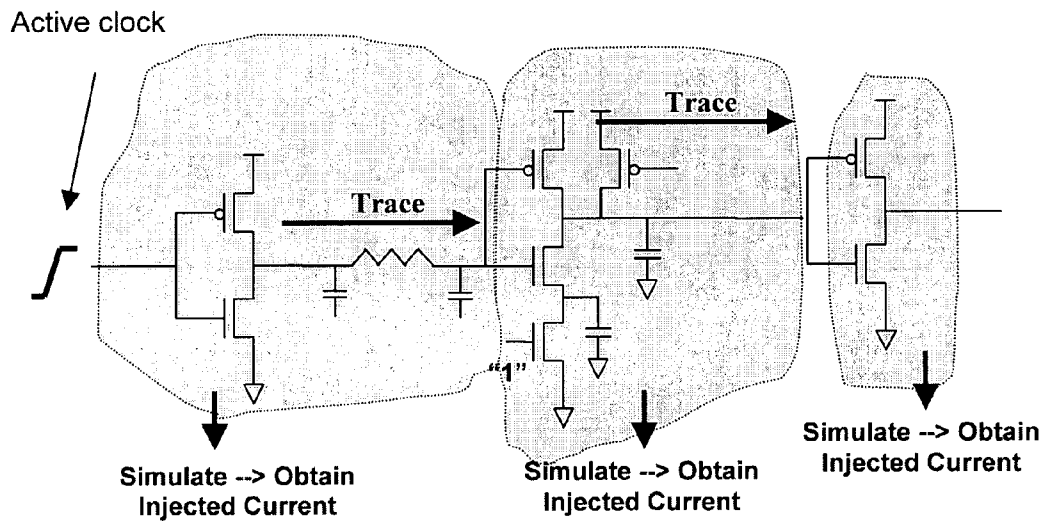 Active clock
Trace
Trace
"1"
Simulate --> Obtain
Injected Current
Simulate --> Obtain
Injected Current
Simulate --> Obtain
Injected Current